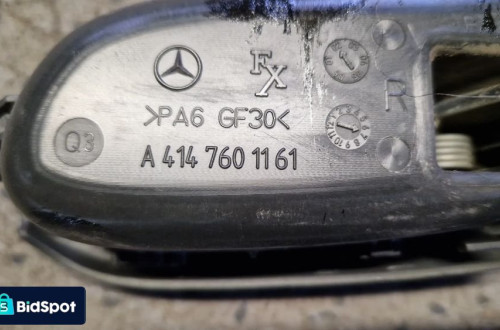 FX
>PA6 GF30<
R
Q3
A 414 760 11 61
BidSpot